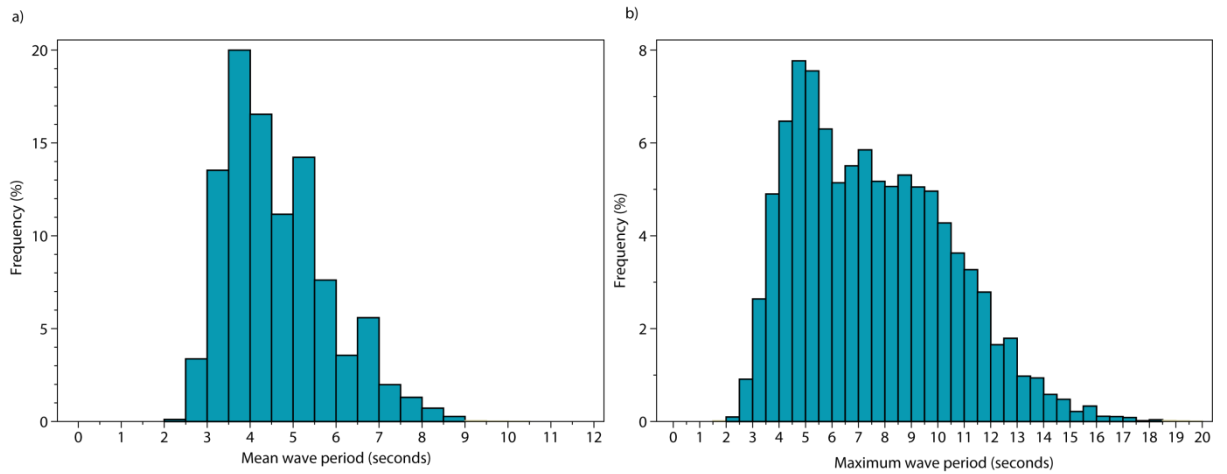 a)
20
15
10
5
0
Frequency (%)
0 1 2 3 4 5 6 7 8 9 10 11 12
Mean wave period (seconds)
b)
8
6
4
2
0
Frequency (%)
0 1 2 3 4 5 6 7 8 9 10 11 12 13 14 15 16 17 18 19 20
Maximum wave period (seconds)